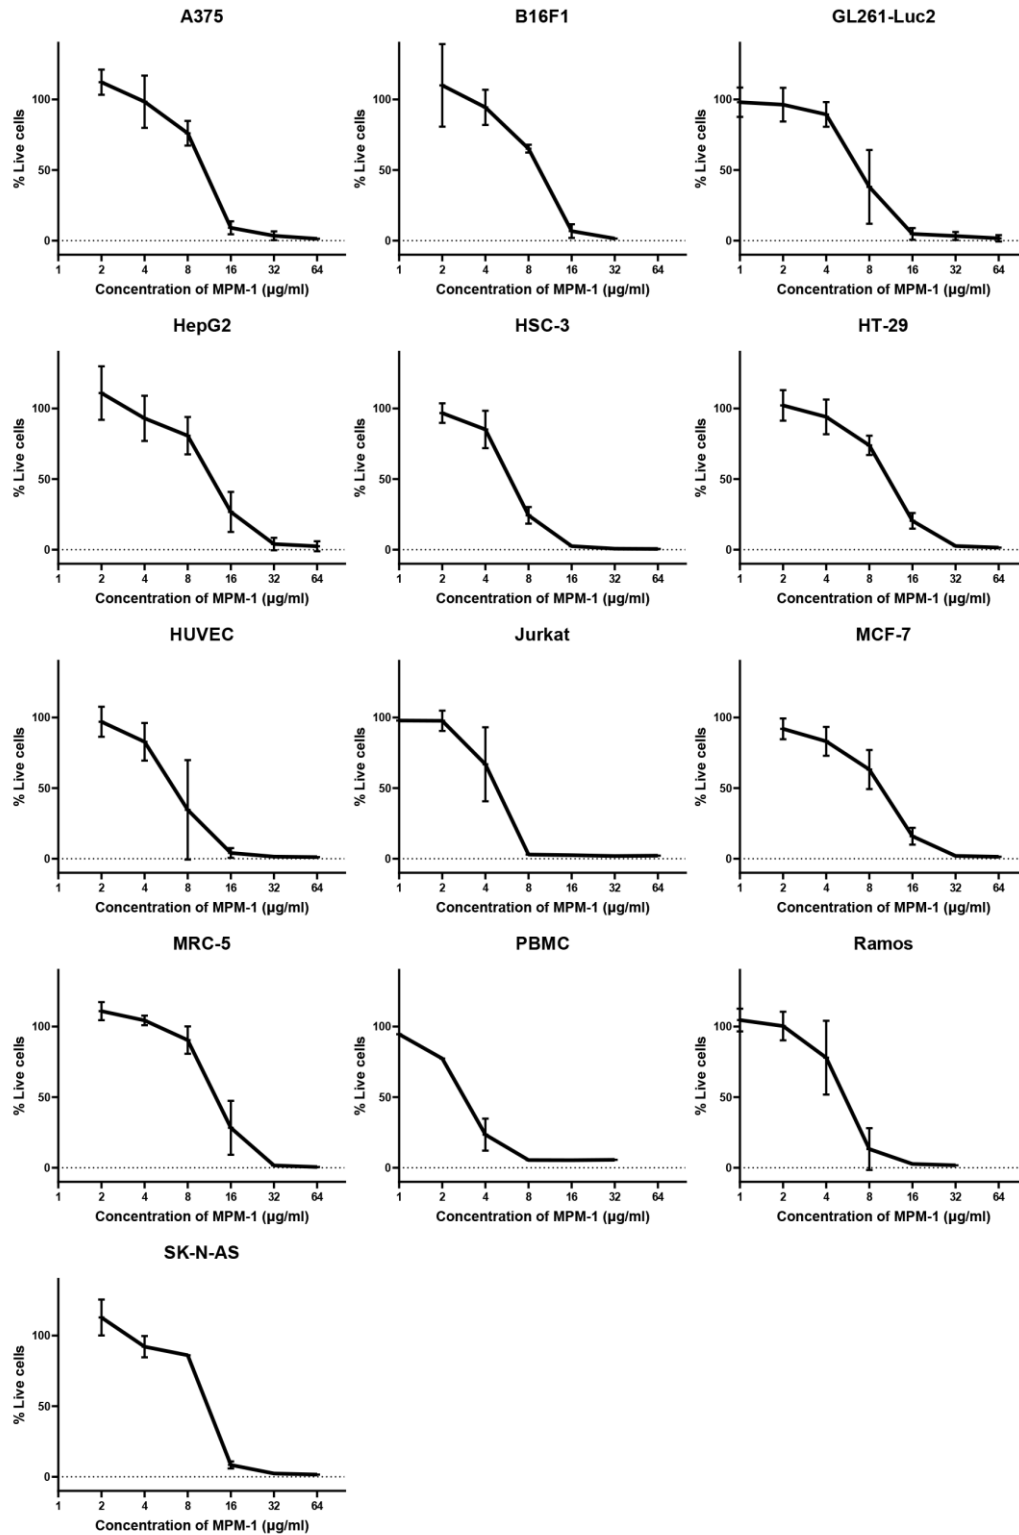 A375 B16F1 GL261-Luc2
100 100 100
% Live cells % Live cells % Live cells
50 50 50
0 0 0
1 2 4 8 16 32 64 1 2 4 8 16 32 64 1 2 4 8 16 32 64
Concentration of MPM-1 (µg/ml) Concentration of MPM-1 (µg/ml) Concentration of MPM-1 (µg/ml)
HepG2 HSC-3 HT-29
100 100 100
% Live cells % Live cells % Live cells
50 50 50
0 0 0
1 2 4 8 16 32 64 1 2 4 8 16 32 64 1 2 4 8 16 32 64
Concentration of MPM-1 (µg/ml) Concentration of MPM-1 (µg/ml) Concentration of MPM-1 (µg/ml)
HUVEC Jurkat MCF-7
100 100 100
% Live cells % Live cells % Live cells
50 50 50
0 0 0
1 2 4 8 16 32 64 1 2 4 8 16 32 64 1 2 4 8 16 32 64
Concentration of MPM-1 (µg/ml) Concentration of MPM-1 (µg/ml) Concentration of MPM-1 (µg/ml)
MRC-5 PBMC Ramos
100 100 100
% Live cells % Live cells % Live cells
50 50 50
0 0 0
1 2 4 8 16 32 64 1 2 4 8 16 32 64 1 2 4 8 16 32 64
Concentration of MPM-1 (µg/ml) Concentration of MPM-1 (µg/ml) Concentration of MPM-1 (µg/ml)
SK-N-AS
100
% Live cells
50
0
1 2 4 8 16 32 64
Concentration of MPM-1 (µg/ml)